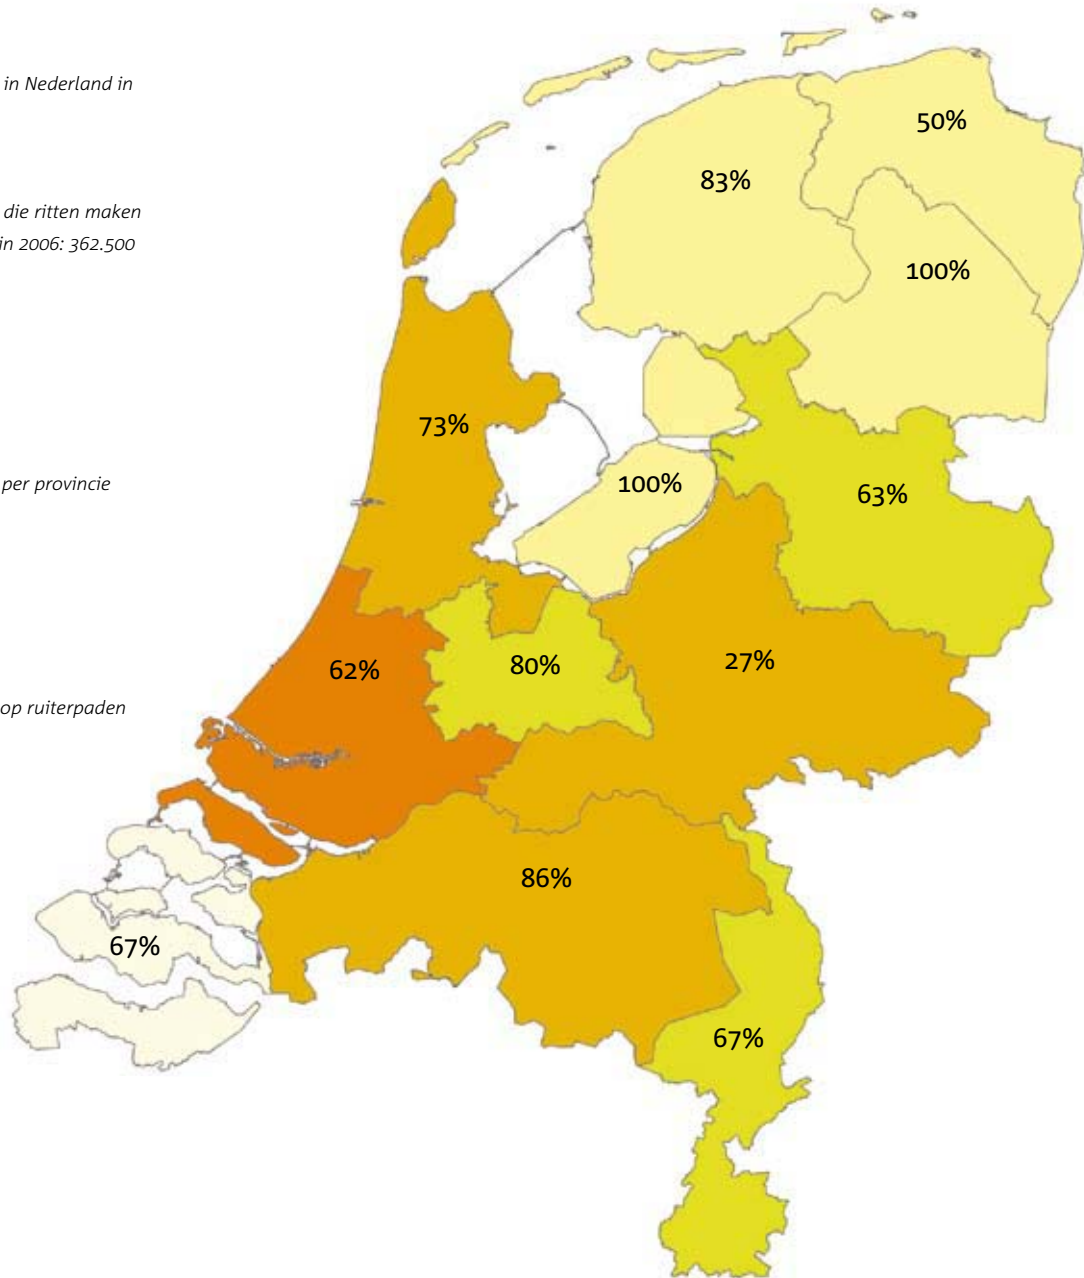 in Nederland in
die ritten maken
in 2006: 362.500
per provincie
op ruiterpaden
50%
83%
100%
73%
100%
63%
62%
80%
27%
86%
67%
67%